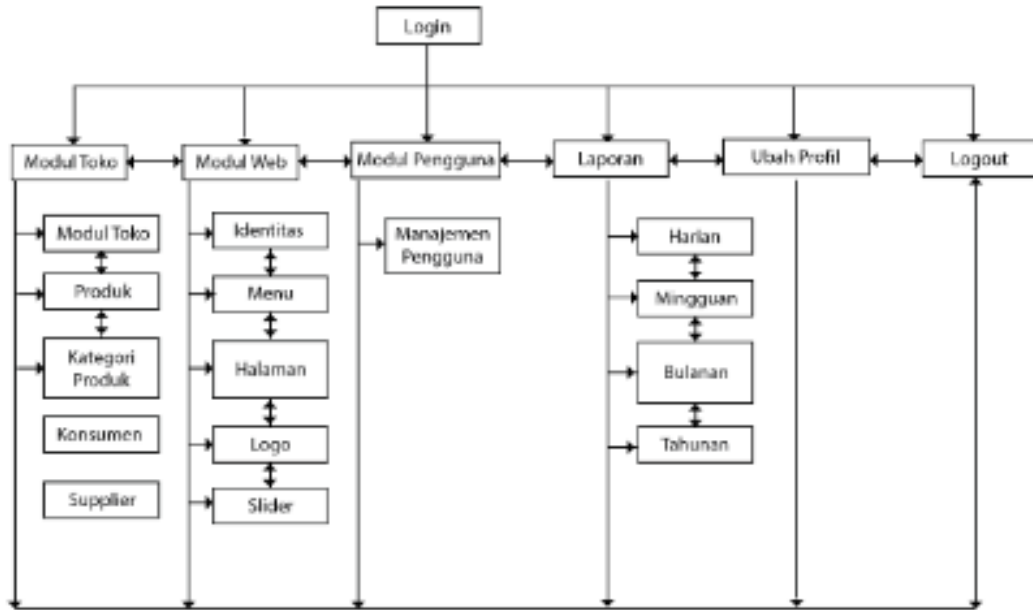 Login
Modul Toko
Modul Web
Modul Pengguna
Laporan
Ubah Profil
Logout
Modul Toko
Produk
Kategori
Produk
Konsumen
Supplier
Identitas
Menu
Halaman
Logo
Slider
Manajemen
Pengguna
Harian
Mingguan
Bulanan
Tahunan